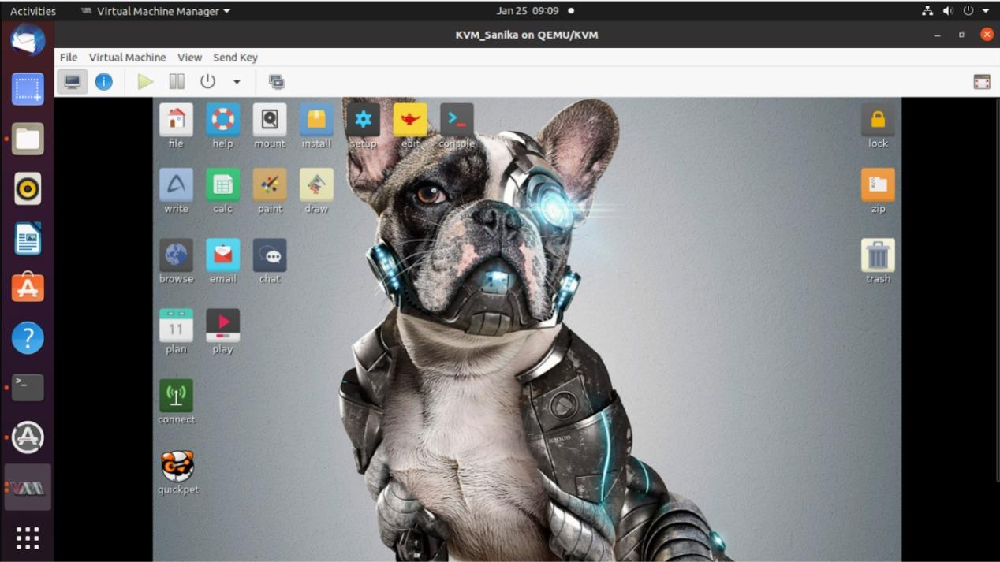 Activities Virtual Machine Manager Jan 25 09:09
KVM_Sanika on QEMU/KVM
File Virtual Machine View Send Key
file help mount install setup edit console lock
write calc paint draw zip
browse email chat trash
11
plan play
connect
quickpet